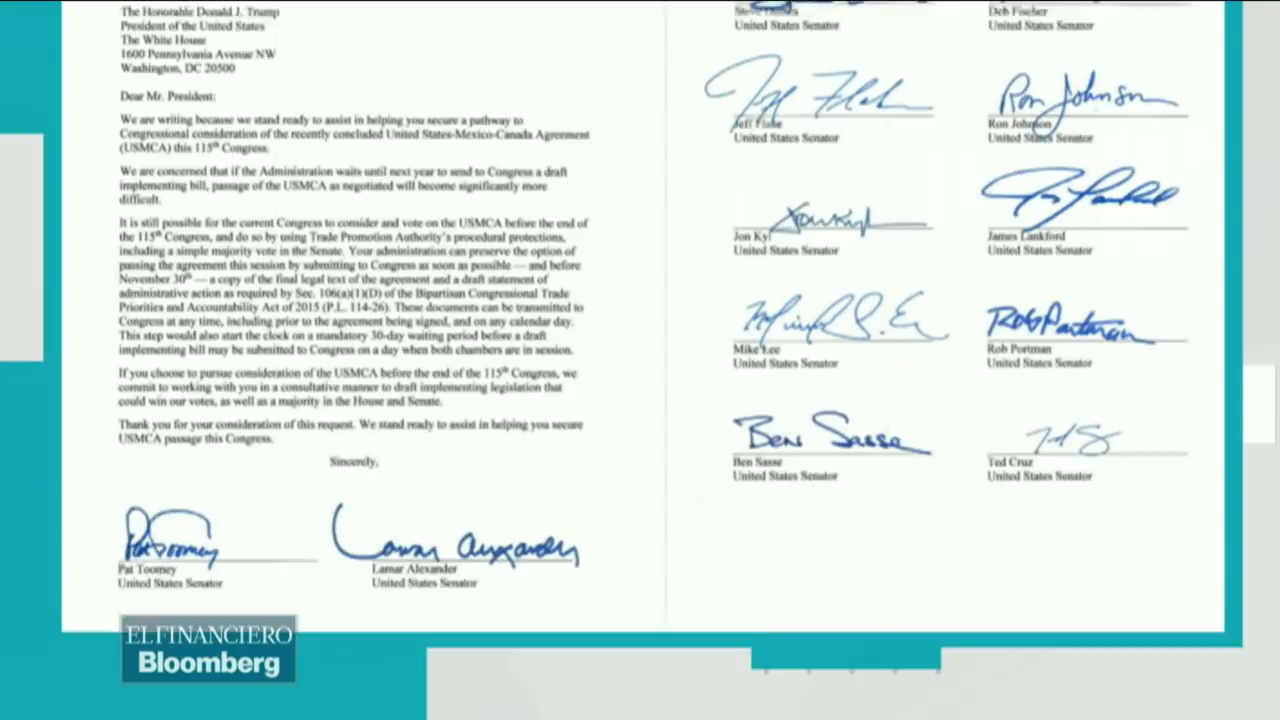 The Honorable Donald J. Trump
President of the United States
The White House
1600 Pennsylvania Avenue NW
Washington, DC 20500
Dear Mr. President:
We are writing because we stand ready to assist in helping you secure a pathway to
Congressional consideration of the recently concluded United States-Mexico-Canada Agreement
(USMCA) this 115th Congress.
We are concerned that if the Administration waits until next year to send to Congress a draft
implementing bill, passage of the USMCA as negotiated will become significantly more
difficult.
It is still possible for the current Congress to consider and vote on the USMCA before the end of
the 115th Congress, and do so by using Trade Promotion Authority's procedural protections,
including a simple majority vote in the Senate. Your administration can preserve the option of
passing the agreement this session by submitting to Congress as soon as possible — and before
November 30th — a copy of the final legal text of the agreement and a draft statement of
administrative action as required by Sec. 106(a)(1)(D) of the Bipartisan Congressional Trade
Priorities and Accountability Act of 2015 (P.L. 114-26). These documents can be transmitted to
Congress at any time, including prior to the agreement being signed, and on any calendar day.
This step would also start the clock on a mandatory 30-day waiting period before a draft
implementing bill may be submitted to Congress on a day when both chambers are in session.
If you choose to pursue consideration of the USMCA before the end of the 115th Congress, we
commit to working with you in a consultative manner to draft implementing legislation that
could win our votes, as well as a majority in the House and Senate.
Thank you for your consideration of this request. We stand ready to assist in helping you secure
USMCA passage this Congress.
Sincerely,
Pat Toomey
Lamar Alexander
Pat Toomey
United States Senator
Lamar Alexander
United States Senator
United States Senator
Deb Fischer
United States Senator
Jeff Flake
Ron Johnson
Jeff Flake
United States Senator
Ron Johnson
United States Senator
Jon Kyl
Jon Kyl
United States Senator
James Lankford
United States Senator
Mike Lee
United States Senator
Rob Portman
Rob Portman
United States Senator
Ben Sasse
Ben Sasse
United States Senator
Ted Cruz
United States Senator
EL FINANCIERO
Bloomberg